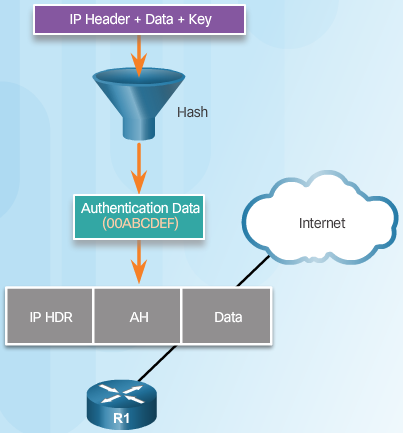 IP Header + Data + Key
Hash
Authentication Data
(00ABCDEF)
Internet
IP HDR
AH
Data
R1